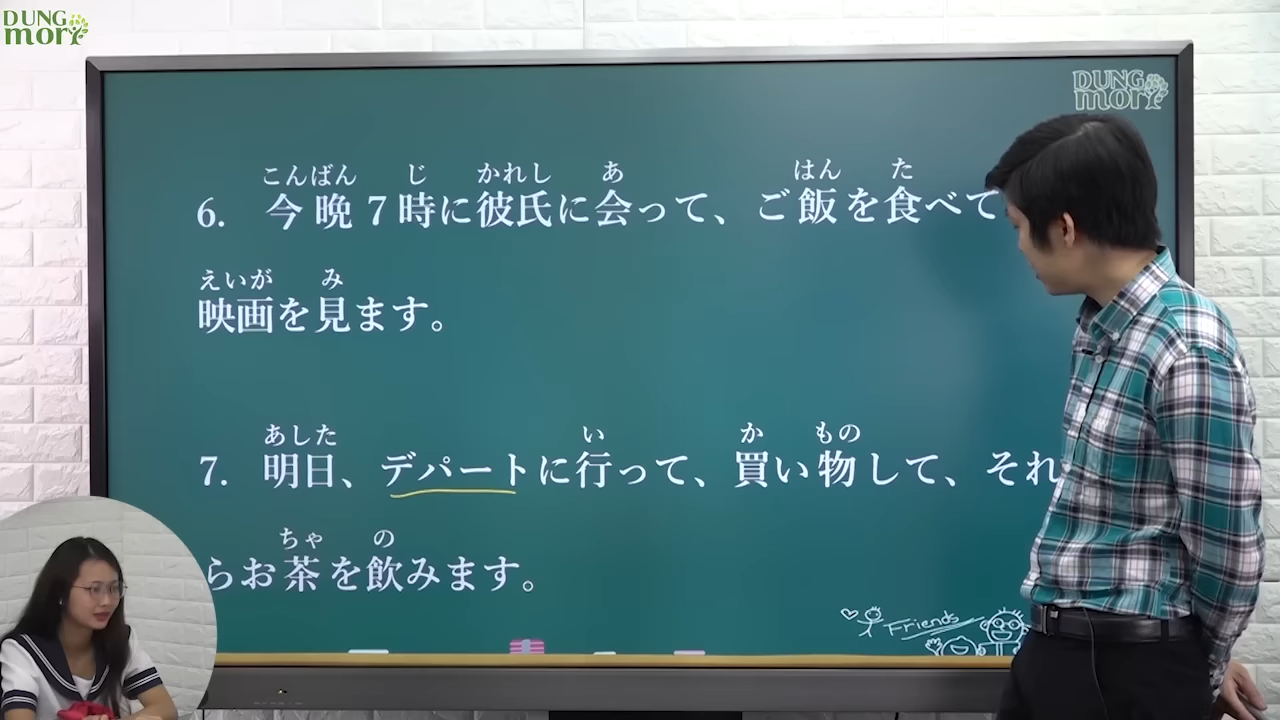 DUNG
mori
DUNG
mori
こんばん じ かれし あ はん た
6. 今晩７時に彼氏に会って、ご飯を食べて
えいが み
映画を見ます。
あした い か もの
7. 明日、デパートに行って、買い物して、それ
ちゃ の
らお茶を飲みます。
Friends